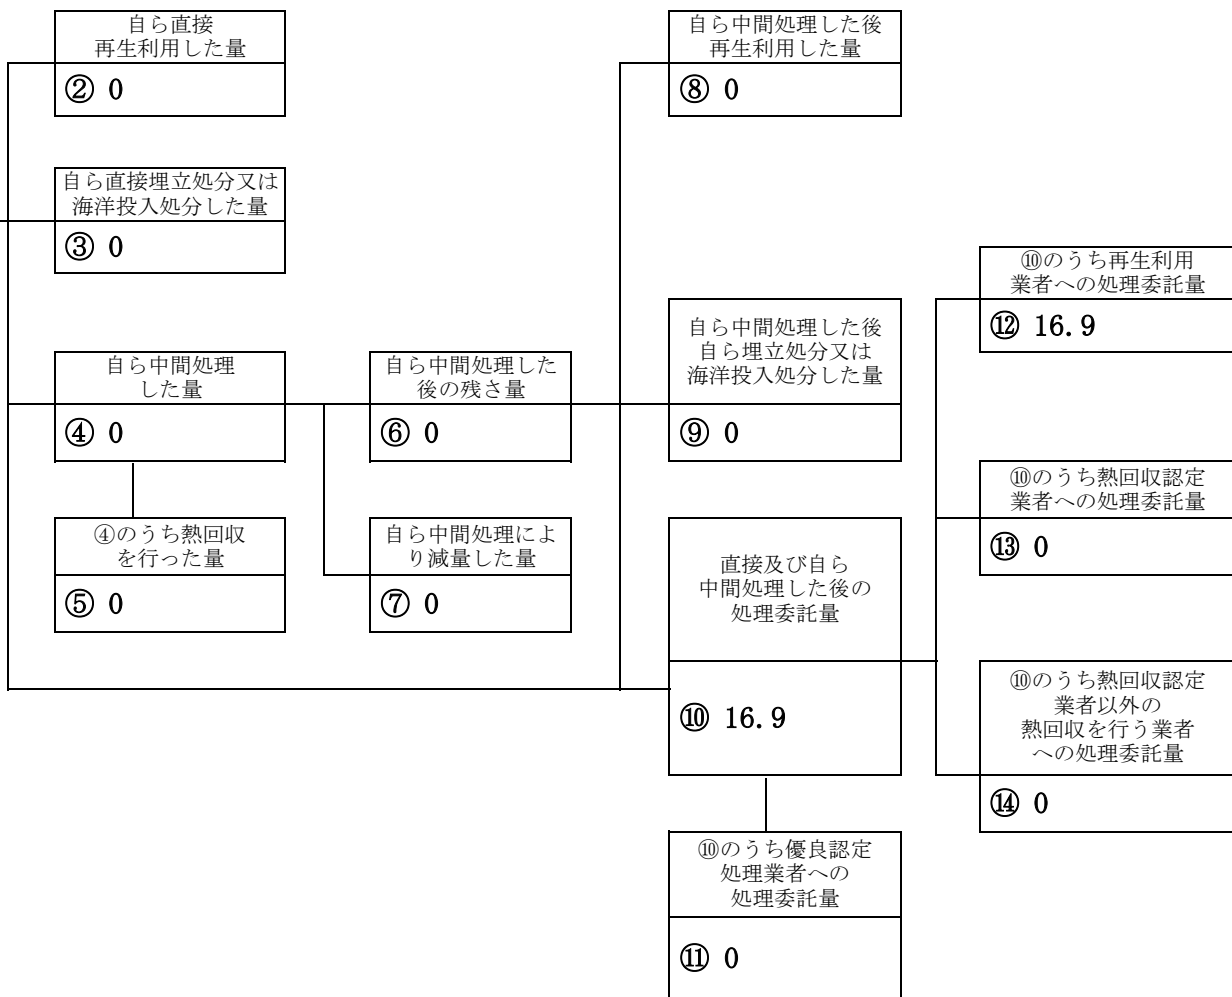 自ら直接
再生利用した量
② 0
自ら直接埋立処分又は
海洋投入処分した量
③ 0
自ら中間処理
した量
④ 0
④のうち熱回収
を行った量
⑤ 0
自ら中間処理した
後の残さ量
⑥ 0
自ら中間処理によ
り減量した量
⑦ 0
自ら中間処理した後
再生利用した量
⑧ 0
自ら中間処理した後
自ら埋立処分又は
海洋投入処分した量
⑨ 0
直接及び自ら
中間処理した後の
処理委託量
⑩ 16.9
⑩のうち優良認定
処理業者への
処理委託量
⑪ 0
⑩のうち再生利用
業者への処理委託量
⑫ 16.9
⑩のうち熱回収認定
業者への処理委託量
⑬ 0
⑩のうち熱回収認定
業者以外の
熱回収を行う業者
への処理委託量
⑭ 0